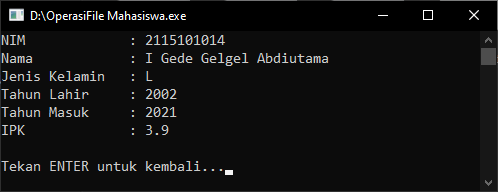 D:\OperasiFile Mahasiswa.exe
NIM : 2115101014
Nama : I Gede Gelgel Abdiutama
Jenis Kelamin : L
Tahun Lahir : 2002
Tahun Masuk : 2021
IPK : 3.9
Tekan ENTER untuk kembali...